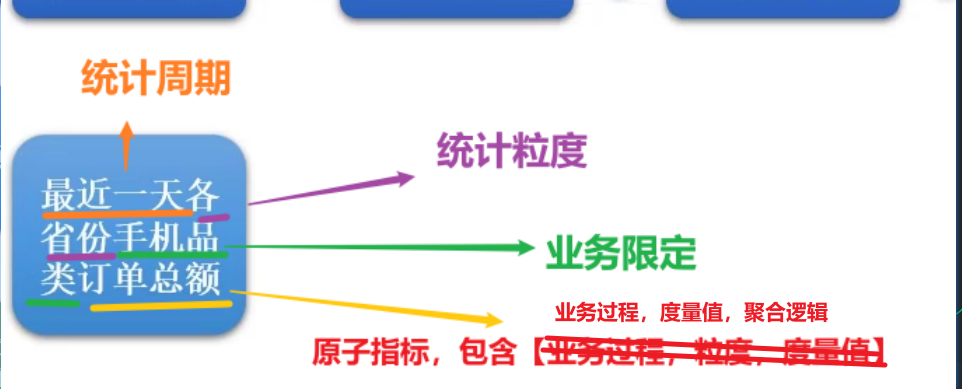 统计周期
统计粒度
最近一天各
省份手机品
类订单总额
业务限定
业务过程，度量值，聚合逻辑
原子指标，包含【业务过程，粒度，度量值】